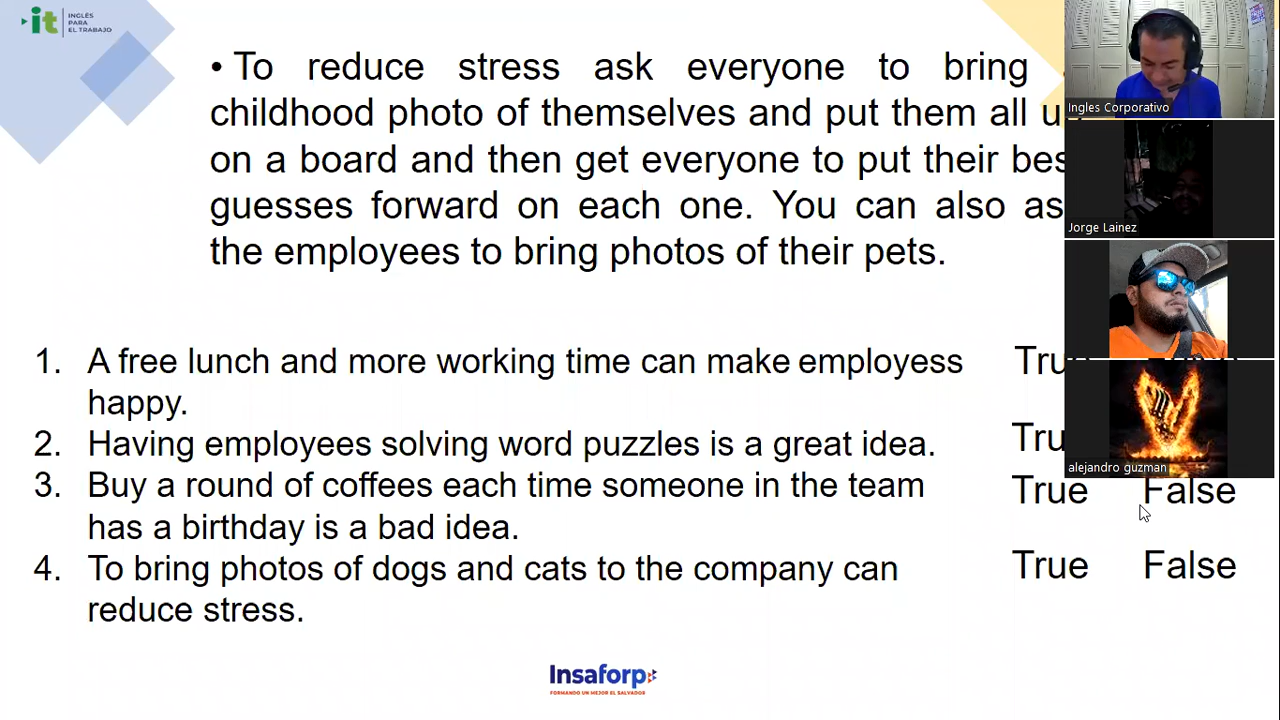 it INGLÉS
PARA
EL TRABAJO
• To reduce stress ask everyone to bring
childhood photo of themselves and put them all
on a board and then get everyone to put their
guesses forward on each one. You can also
the employees to bring photos of their pets.
1. A free lunch and more working time can make employess
happy.
2. Having employees solving word puzzles is a great idea.
3. Buy a round of coffees each time someone in the team True False
has a birthday is a bad idea.
4. To bring photos of dogs and cats to the company can True False
reduce stress.
Insaforp
FORMANDO UN MEJOR EL SALVADOR
Ingles Corporativo
Jorge Lainez
alejandro guzman